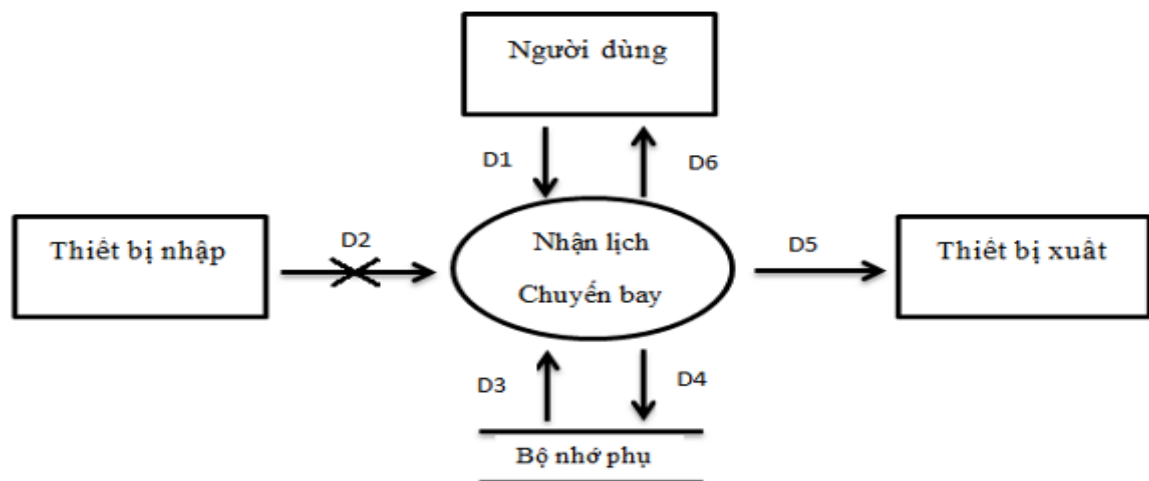 Người dùng
D1
D6
Thiết bị nhập
D2
Nhận lịch
Chuyến bay
D5
Thiết bị xuất
D3
D4
Bộ nhớ phụ